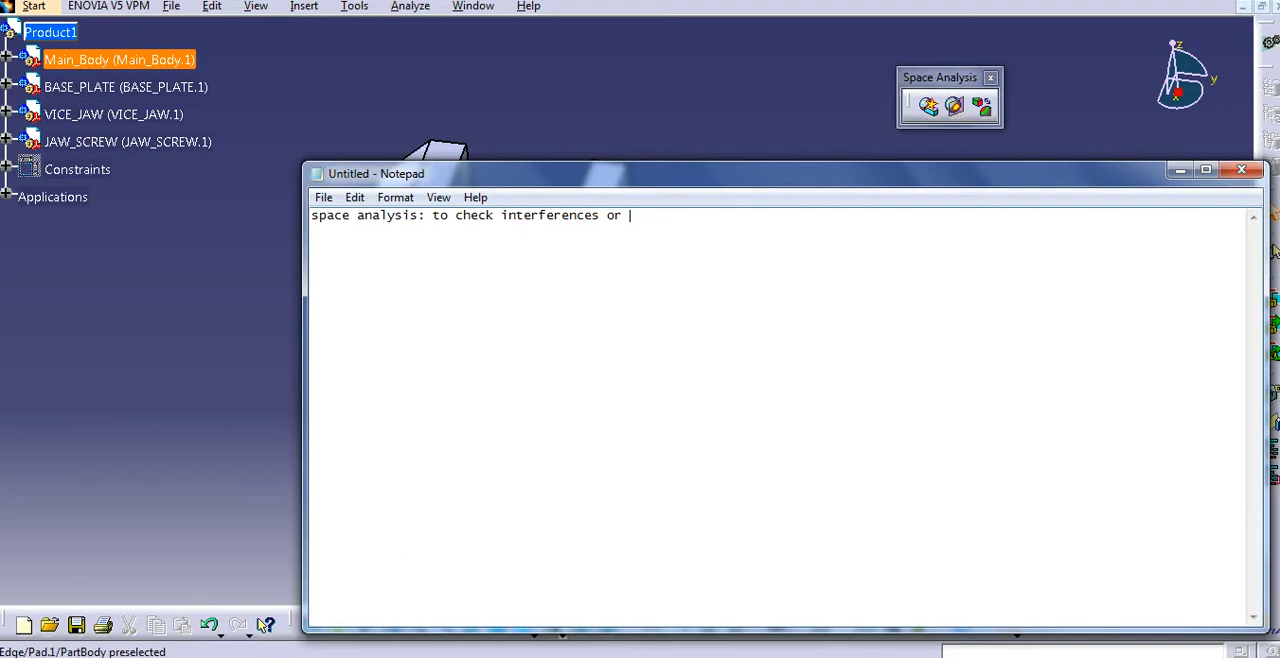 Start ENOVIA V5 VPM File Edit View Insert Tools Analyze Window Help
Product1
Main_Body (Main_Body.1)
BASE_PLATE (BASE_PLATE.1)
VICE_JAW (VICE_JAW.1)
JAW_SCREW (JAW_SCREW.1)
Constraints
Applications
Space Analysis
z
y
x
Untitled - Notepad
File Edit Format View Help
space analysis: to check interferences or
Edge/Pad.1/PartBody preselected